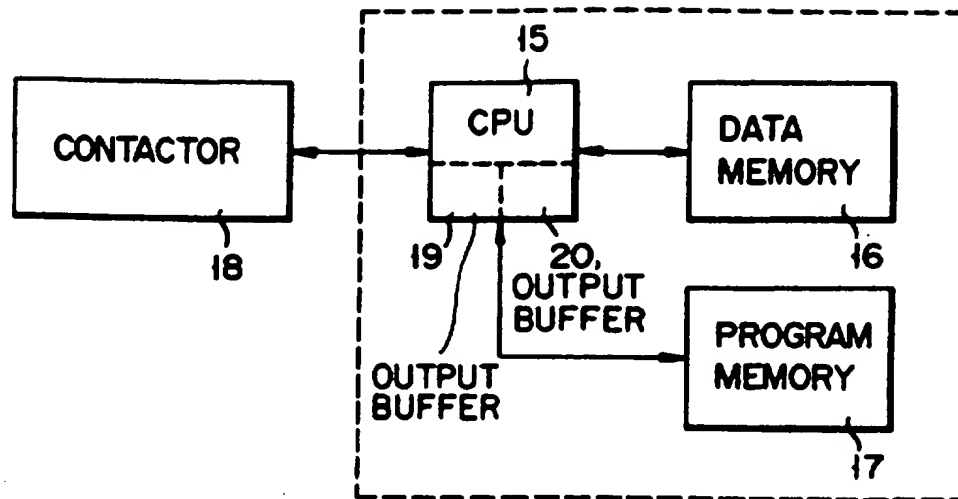 15
CONTACTOR
CPU
DATA
MEMORY
18
19
20,
16
OUTPUT
BUFFER
OUTPUT
BUFFER
PROGRAM
MEMORY
17